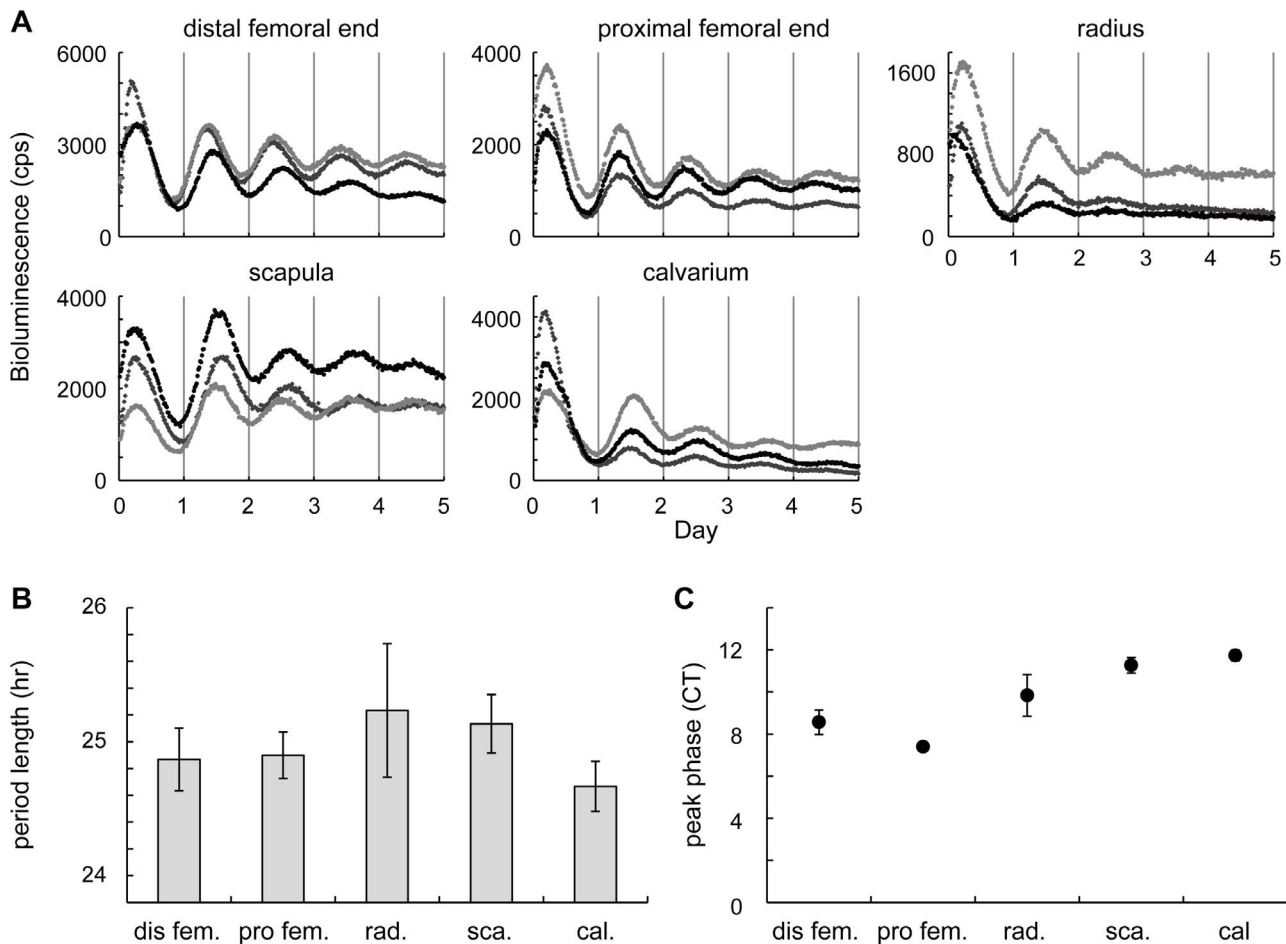 A
distal femoral end
proximal femoral end
radius
6000
3000
0
4000
2000
0
1600
800
0
0 1 2 3 4 5
Bioluminescence (cps)
scapula
calvarium
4000
2000
0
0 1 2 3 4 5
4000
2000
0
0 1 2 3 4 5
Day
B
period length (hr)
26
25
24
dis fem. pro fem. rad. sca. cal.
C
peak phase (CT)
12
8
4
0
dis fem. pro fem. rad. sca. cal